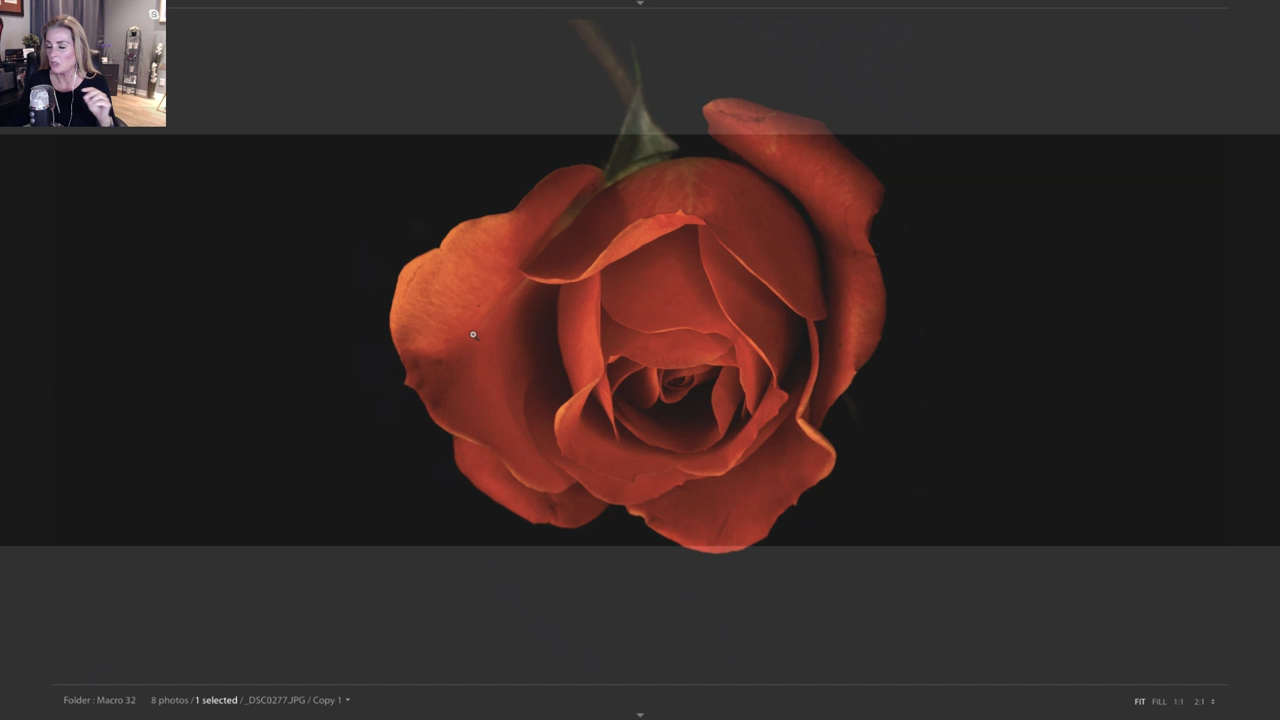 Folder : Macro 32 8 photos / 1 selected / _DSC0277.JPG / Copy 1
FIT FILL 1:1 2:1